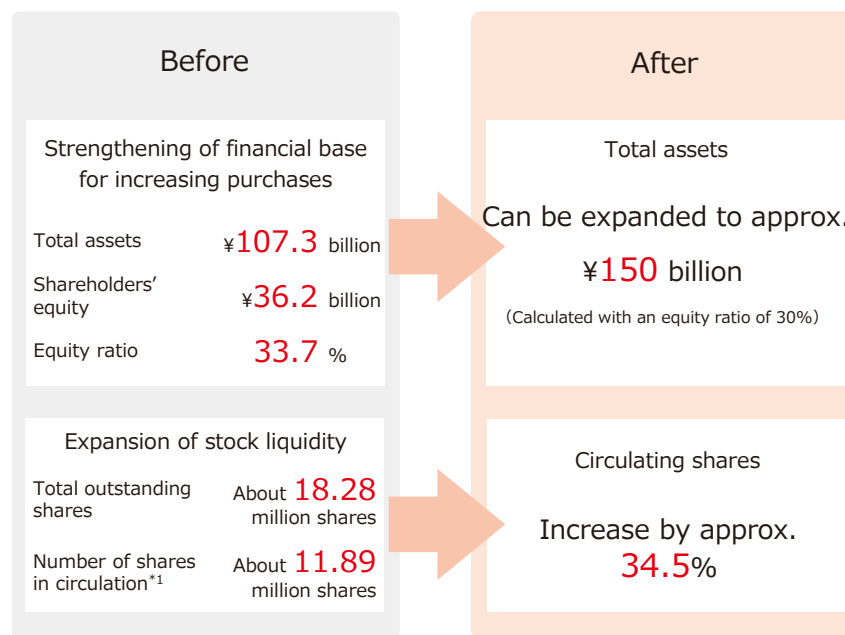 Before
Strengthening of financial base
for increasing purchases
Total assets ¥107.3 billion
Shareholders'
equity ¥36.2 billion
Equity ratio 33.7 %
Expansion of stock liquidity
Total outstanding
shares
About 18.28
million shares
Number of shares
in circulation*1
About 11.89
million shares
After
Total assets
Can be expanded to approx.
¥150 billion
(Calculated with an equity ratio of 30%)
Circulating shares
Increase by approx.
34.5%